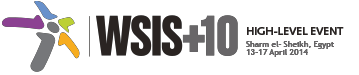 WSIS+10
HIGH-LEVEL EVENT
Sharm el- Sheikh, Egypt
13-17 April 2014